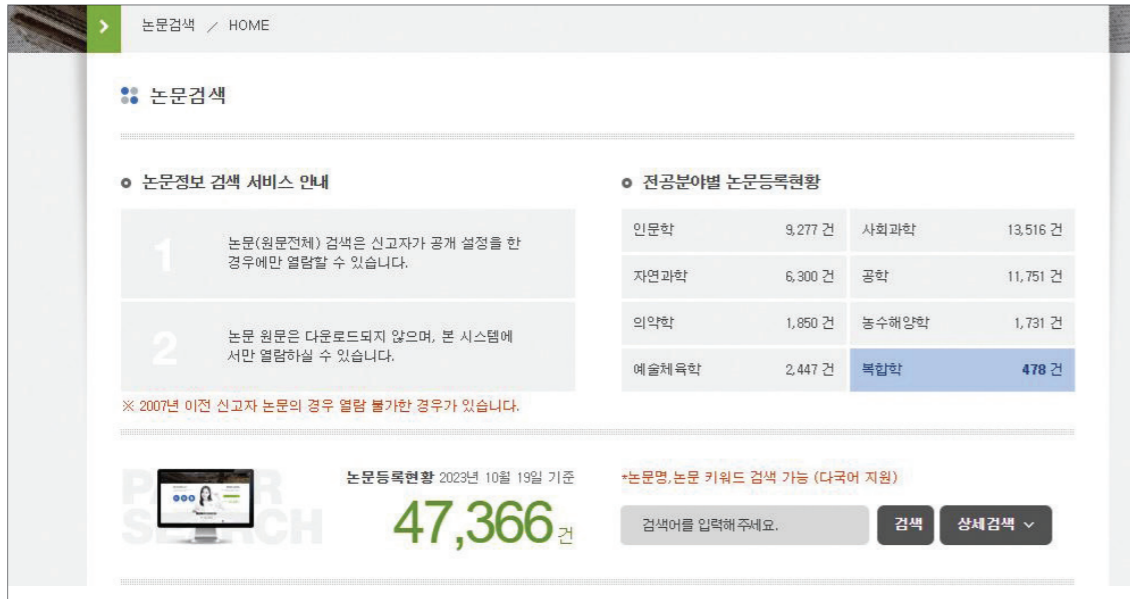 논문검색 / HOME
논문검색
논문정보 검색 서비스 안내
1
논문(원문전체) 검색은 신고자가 공개 설정을 한
경우에만 열람할 수 있습니다.
2
논문 원문은 다운로드되지 않으며, 본 시스템에
서만 열람하실 수 있습니다.
※ 2007년 이전 신고자 논문의 경우 열람 불가한 경우가 있습니다.
전공분야별 논문등록현황
인문학 9,277 건 사회과학 13,516 건
자연과학 6,300 건 공학 11,751 건
의약학 1,850 건 농수해양학 1,731 건
예술체육학 2,447 건 복합학 478 건
PAPER
SEARCH
논문등록현황 2023년 10월 19일 기준
47,366 건
*논문명,논문 키워드 검색 가능 (다국어 지원)
검색어를 입력해주세요. 검색 상세검색